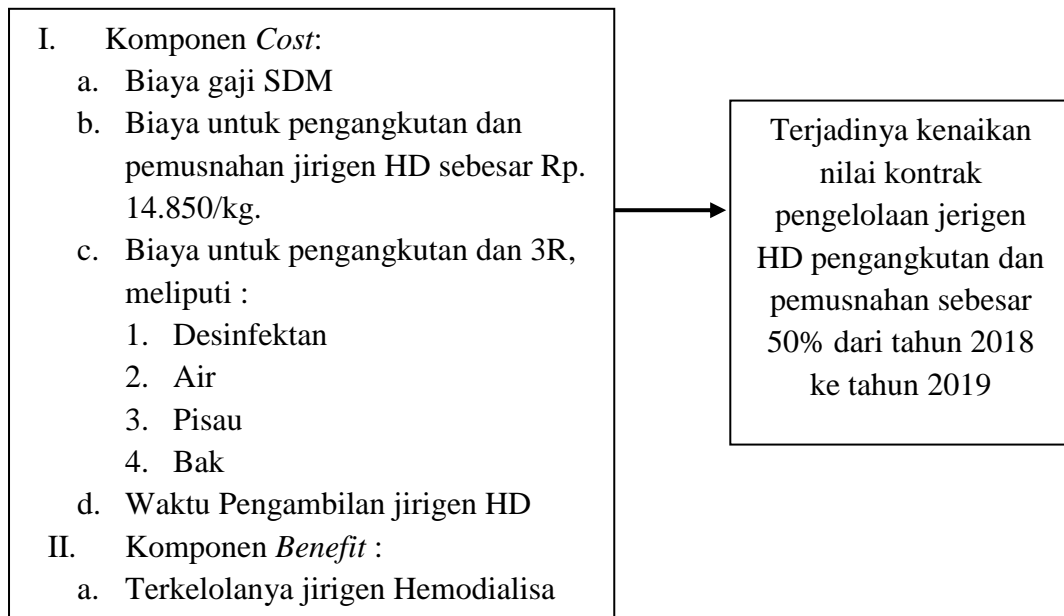 I. Komponen Cost:
a. Biaya gaji SDM
b. Biaya untuk pengangkutan dan
pemusnahan jirigen HD sebesar Rp.
14.850/kg.
c. Biaya untuk pengangkutan dan 3R,
meliputi :
1. Desinfektan
2. Air
3. Pisau
4. Bak
d. Waktu Pengambilan jirigen HD
II. Komponen Benefit :
a. Terkelolanya jirigen Hemodialisa
Terjadinya kenaikan
nilai kontrak
pengelolaan jerigen
HD pengangkutan dan
pemusnahan sebesar
50% dari tahun 2018
ke tahun 2019